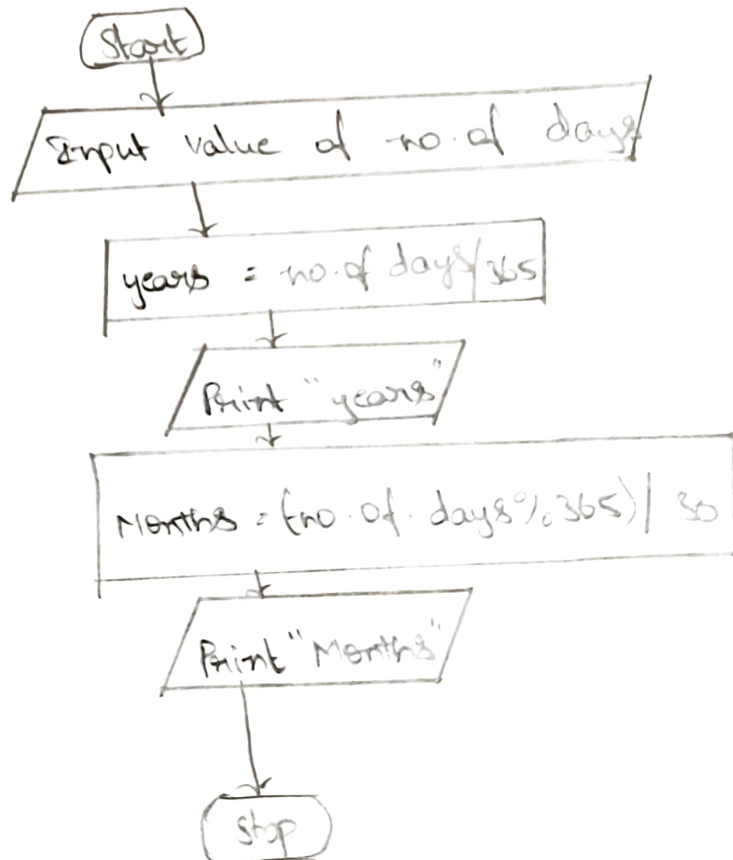 Start
Input value of no.of days
years = no.of days/365
Print "years"
Months = (no.of.days%365)/30
Print "Months"
Stop